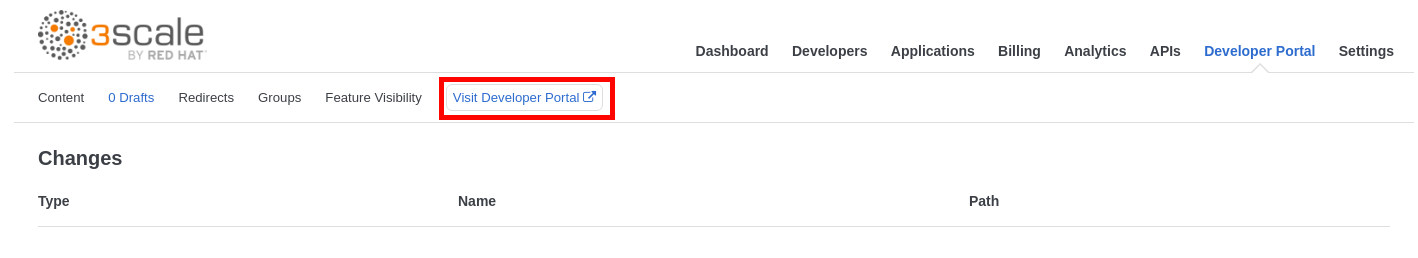 3scale
BY RED HAT
Dashboard Developers Applications Billing Analytics APIs Developer Portal Settings
Content 0 Drafts Redirects Groups Feature Visibility Visit Developer Portal
Changes
Type Name Path